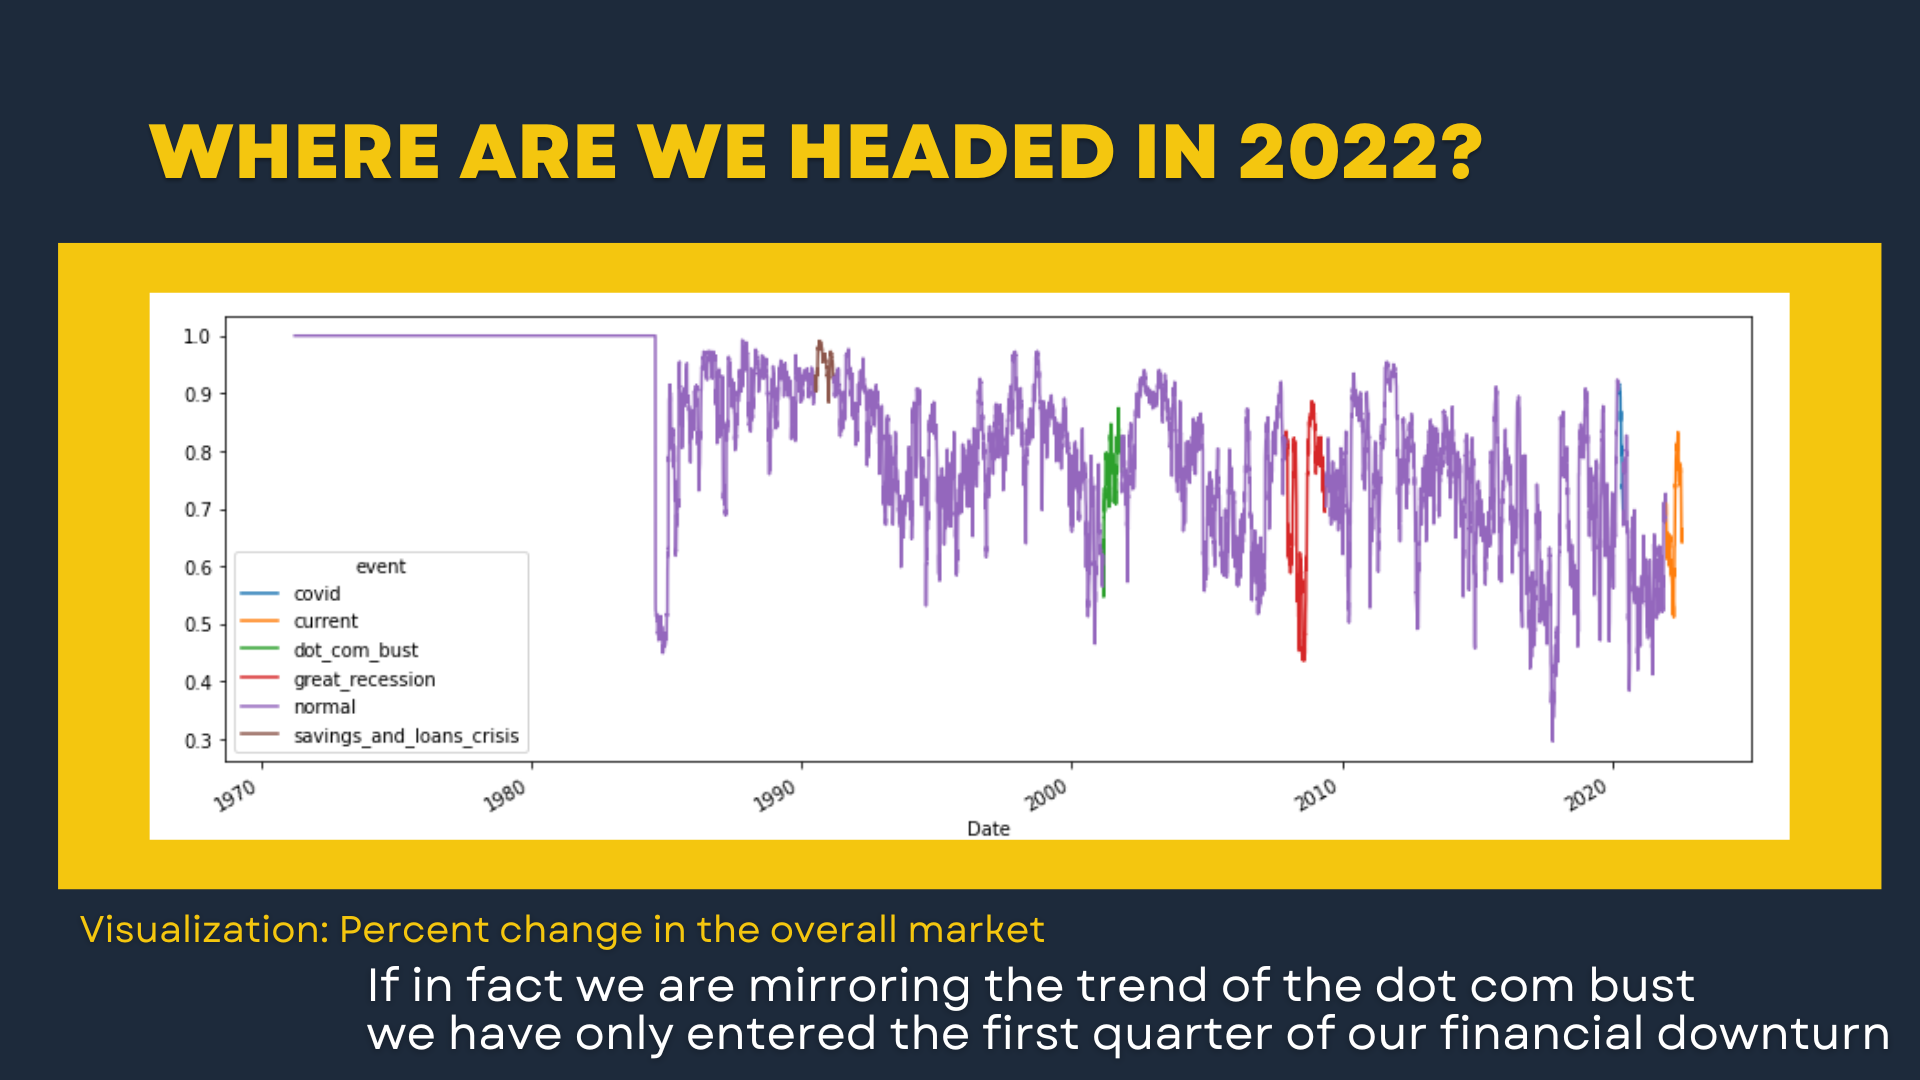 WHERE ARE WE HEADED IN 2022?
1.0
0.9
0.8
0.7
0.6
0.5
0.4
0.3
event
covid
current
dot_com_bust
great_recession
normal
savings_and_loans_crisis
1970
1980
1990
2000
2010
2020
Date
Visualization: Percent change in the overall market
If in fact we are mirroring the trend of the dot com bust
we have only entered the first quarter of our financial downturn